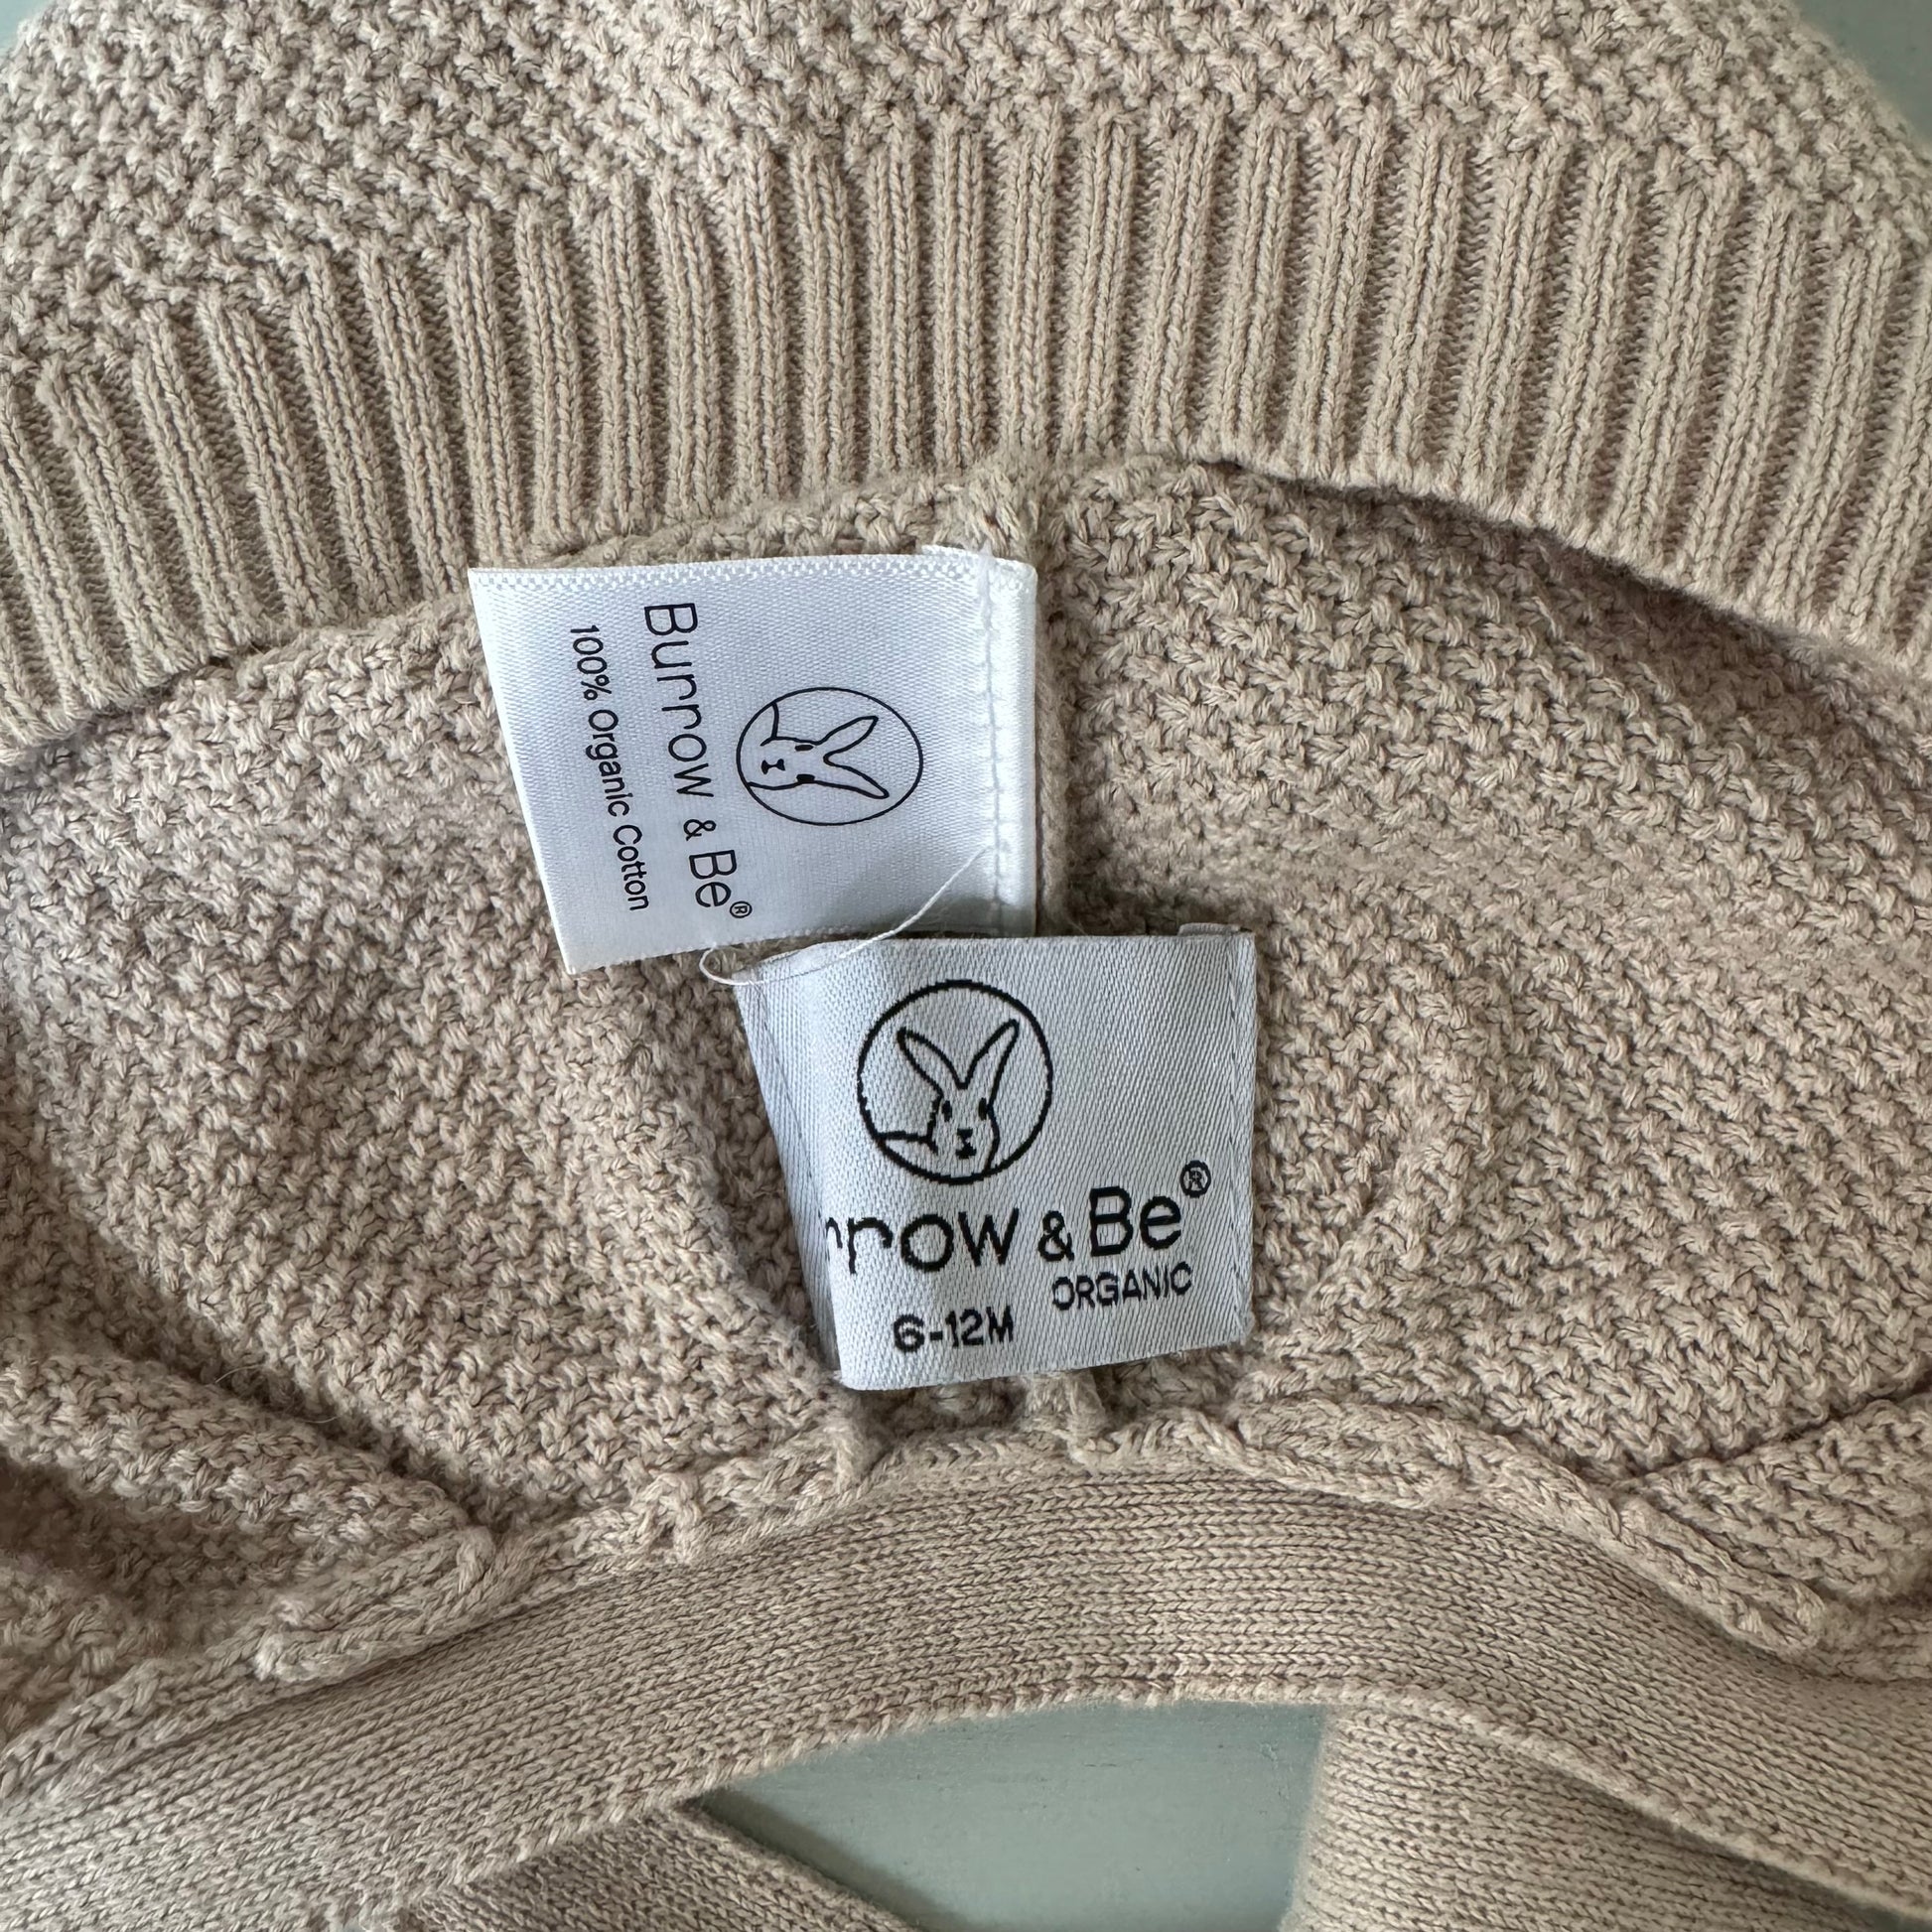 Burrow & Be®
100% Organic Cotton
rrow & Be®
ORGANIC
6-12M